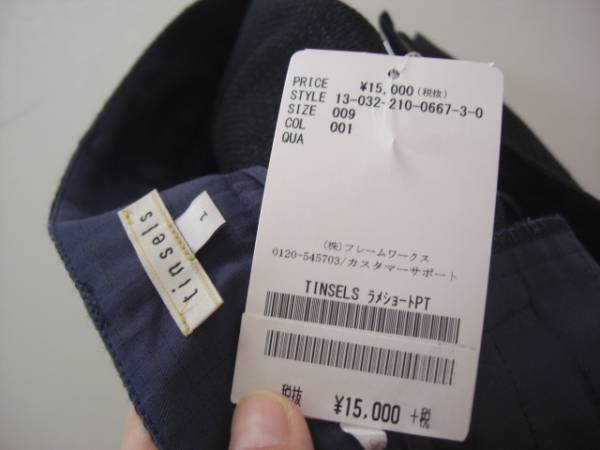 PRICE ¥15,000(税抜)
STYLE 13-032-210-0667-3-0
SIZE 009
COL 001
QUA
(株)フレームワークス
0120-545703/カスタマーサポート
TINSELS ラメショートPT
税抜 ¥15,000 +税
tinsels
1